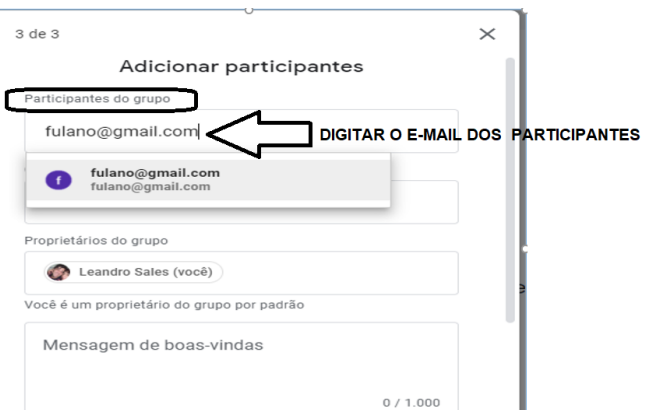 3 de 3
Adicionar participantes
Participantes do grupo
fulano@gmail.com
DIGITAR O E-MAIL DOS PARTICIPANTES
f
fulano@gmail.com
fulano@gmail.com
Proprietários do grupo
Leandro Sales (você)
Você é um proprietário do grupo por padrão
Mensagem de boas-vindas
0 / 1.000